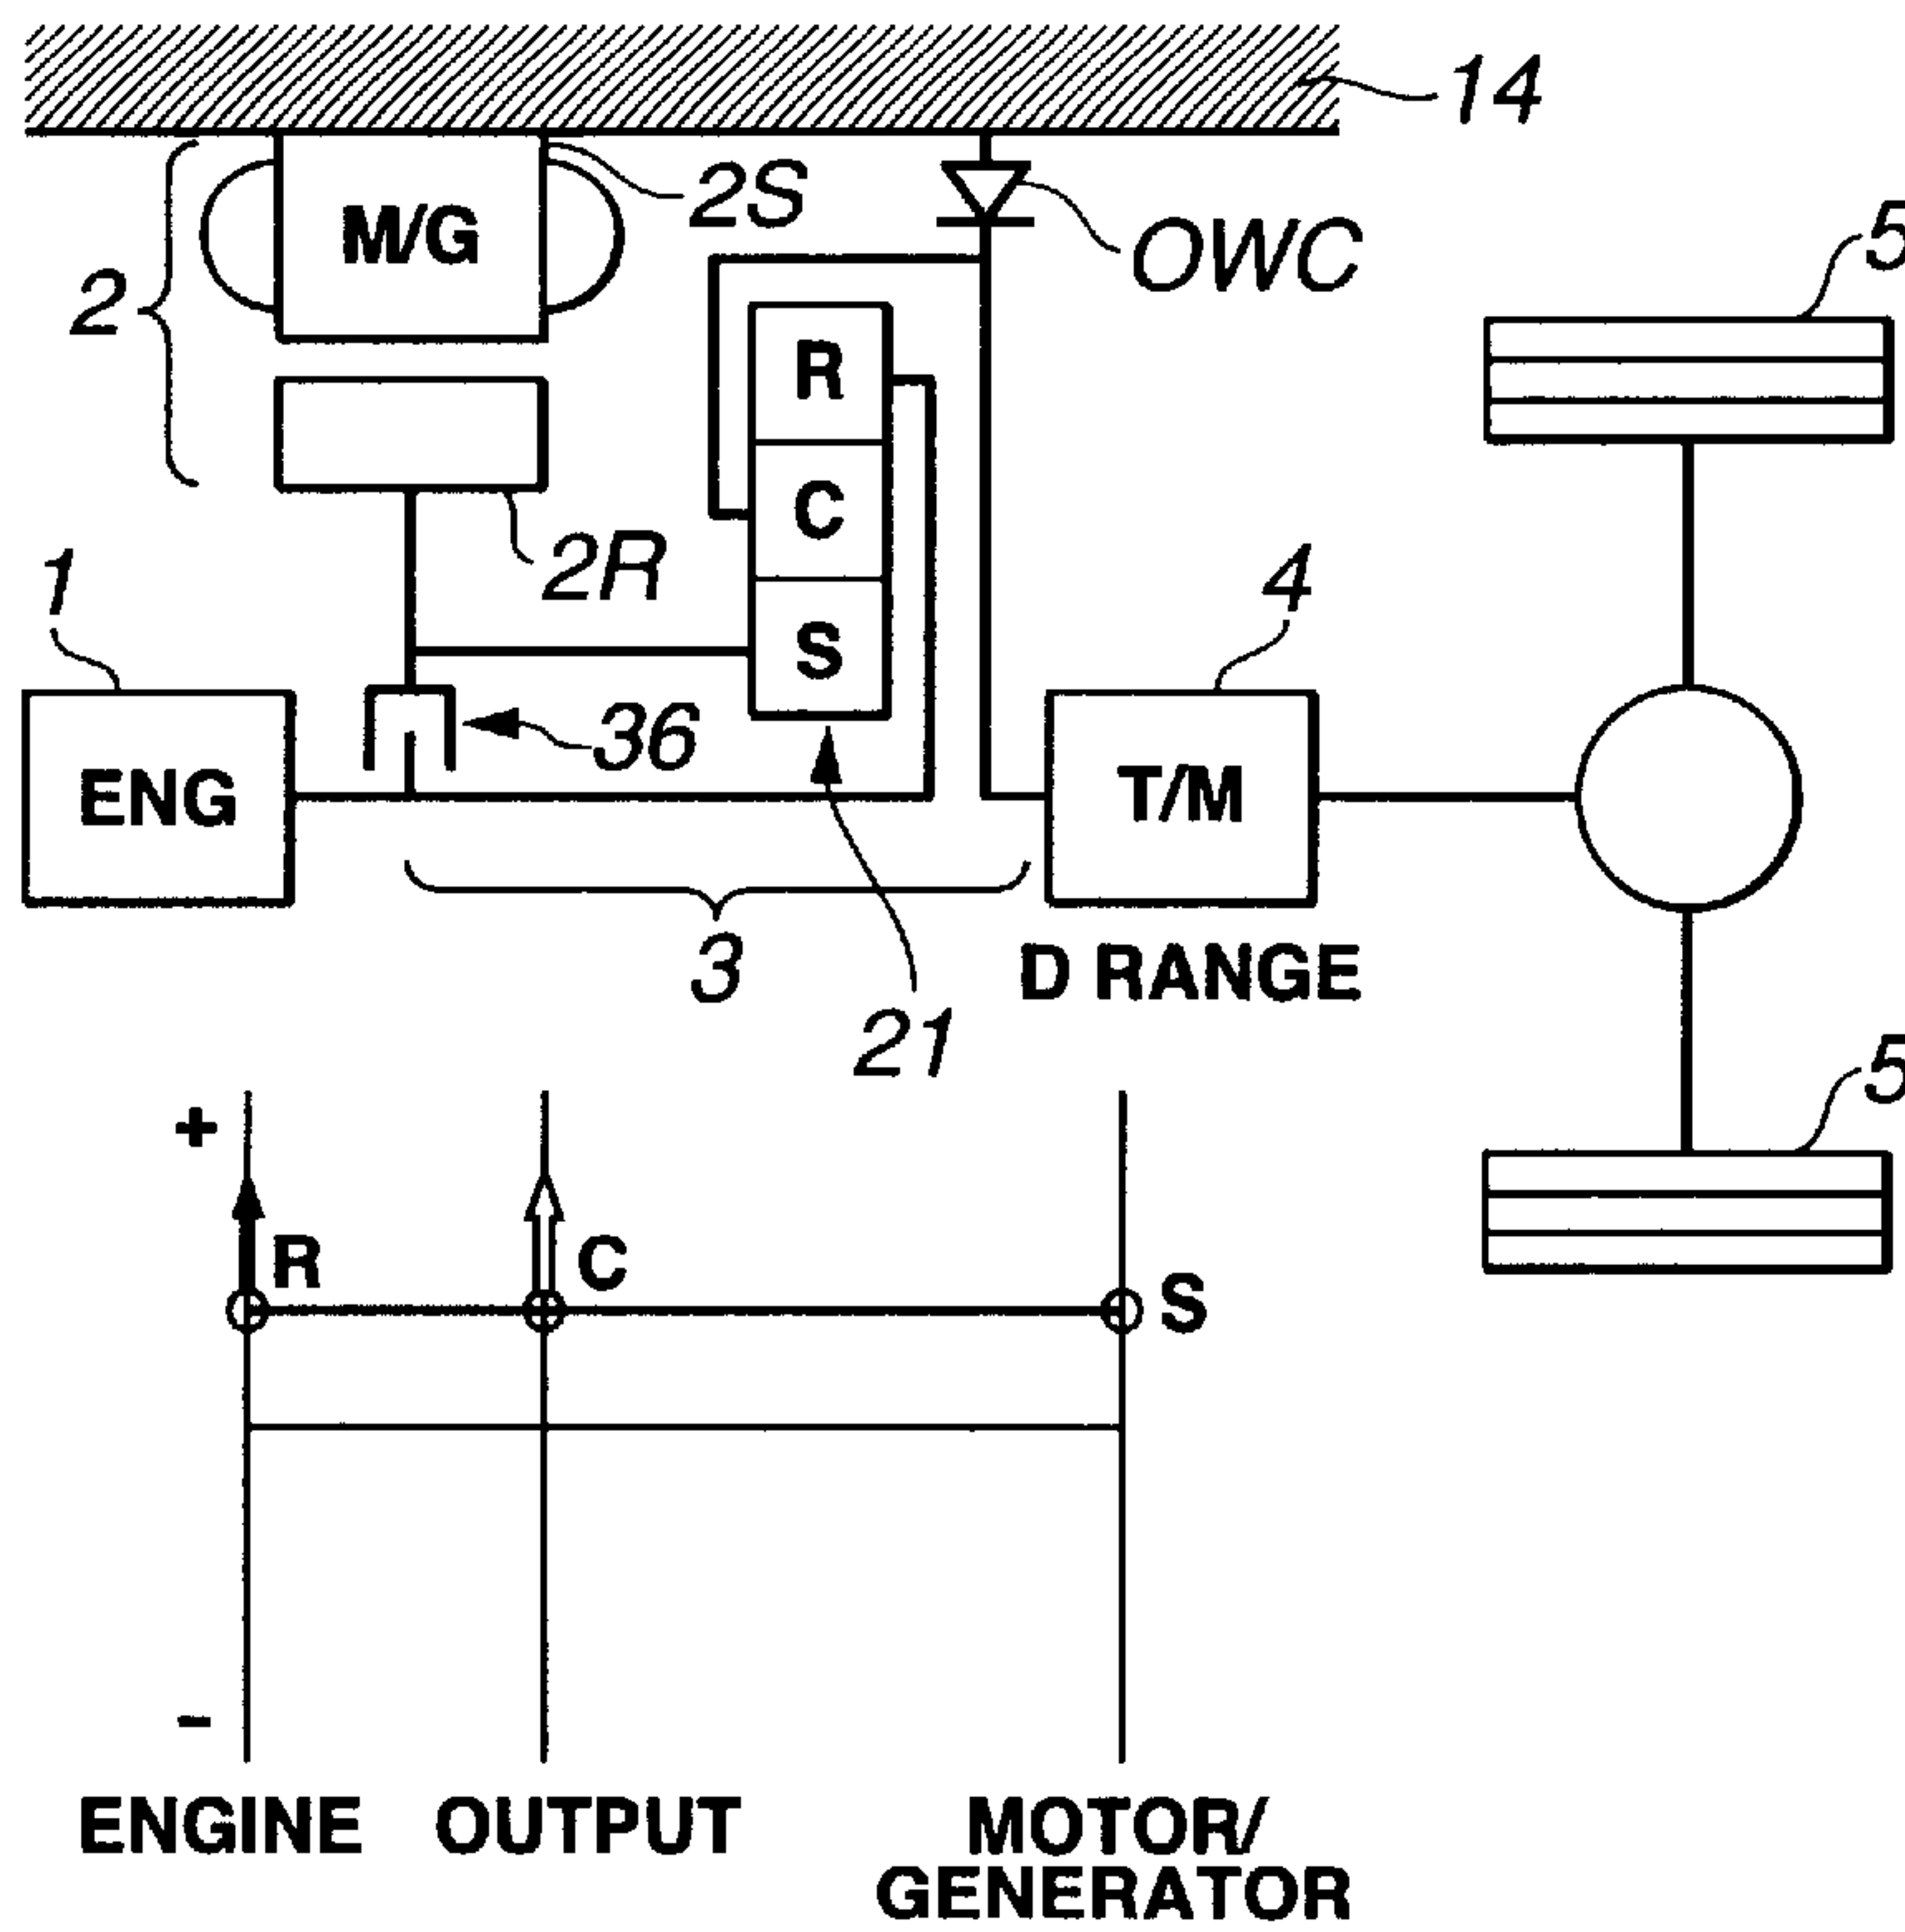 14
2S
M/G
OWC
5
2
R
C
2R
1
4
S
36
ENG
T/M
3
D RANGE
21
5
+
R
C
S
-
ENGINE
OUTPUT
MOTOR/
GENERATOR